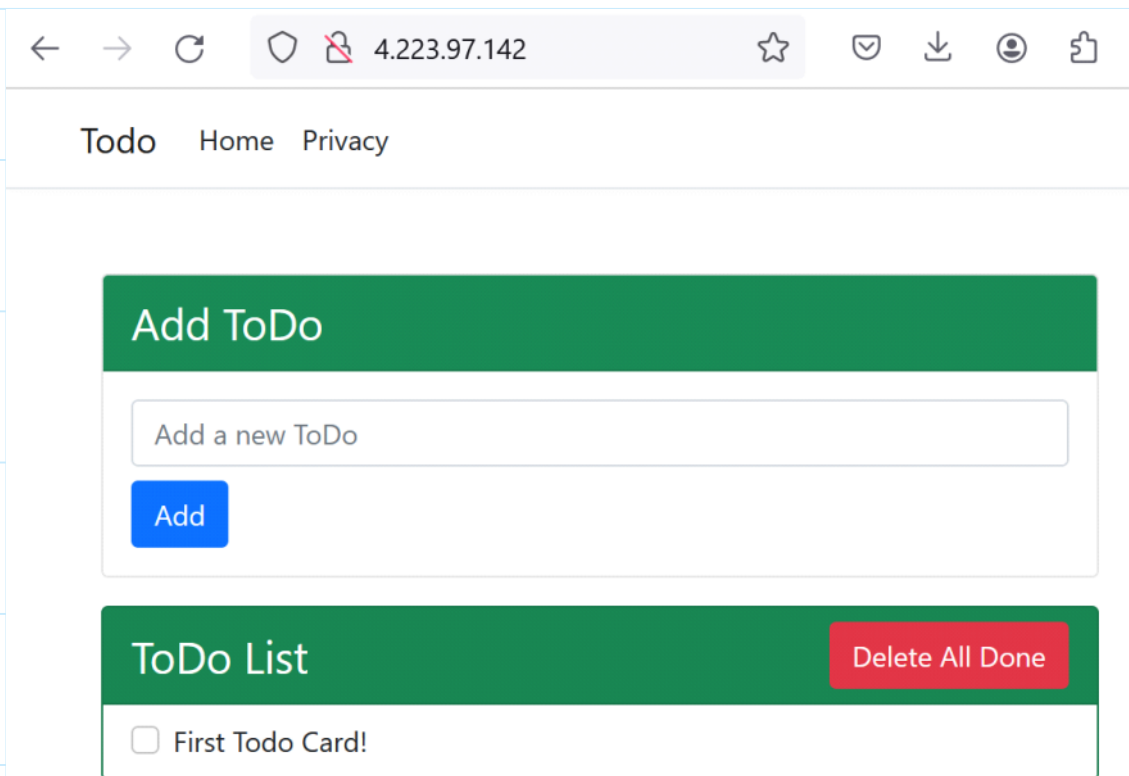 4.223.97.142
Todo Home Privacy
Add ToDo
Add a new ToDo
Add
ToDo List Delete All Done
First Todo Card!